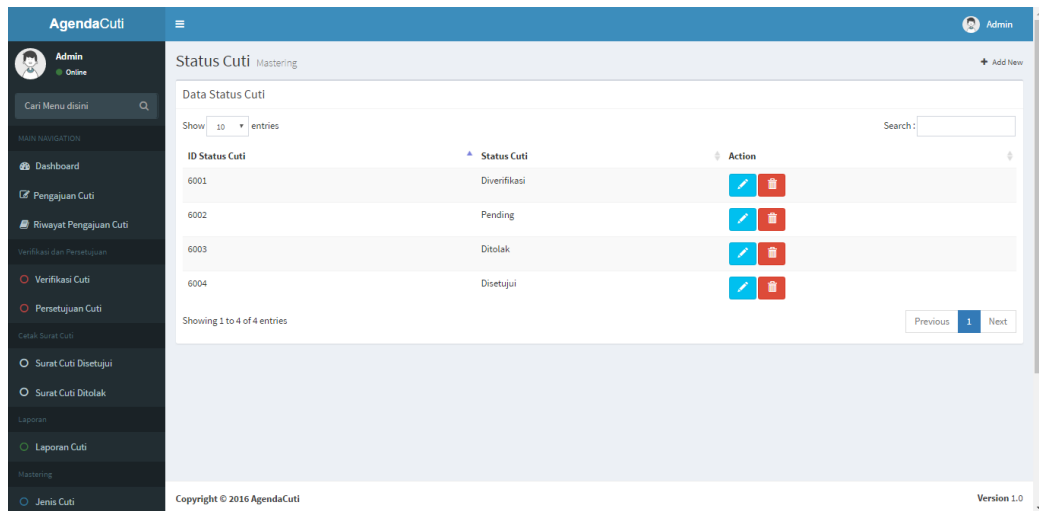 AgendaCuti
Admin
Admin
Online
Cari Menu disini
MAIN NAVIGATION
Dashboard
Pengajuan Cuti
Riwayat Pengajuan Cuti
Verifikasi dan Persetujuan
Verifikasi Cuti
Persetujuan Cuti
Cetak Surat Cuti
Surat Cuti Disetujui
Surat Cuti Ditolak
Laporan
Laporan Cuti
Mastering
Jenis Cuti
Status Cuti Mastering
Add New
Data Status Cuti
Show 10 entries
Search :
ID Status Cuti Status Cuti Action
6001 Diverifikasi
6002 Pending
6003 Ditolak
6004 Disetujui
Showing 1 to 4 of 4 entries
Previous 1 Next
Copyright © 2016 AgendaCuti
Version 1.0